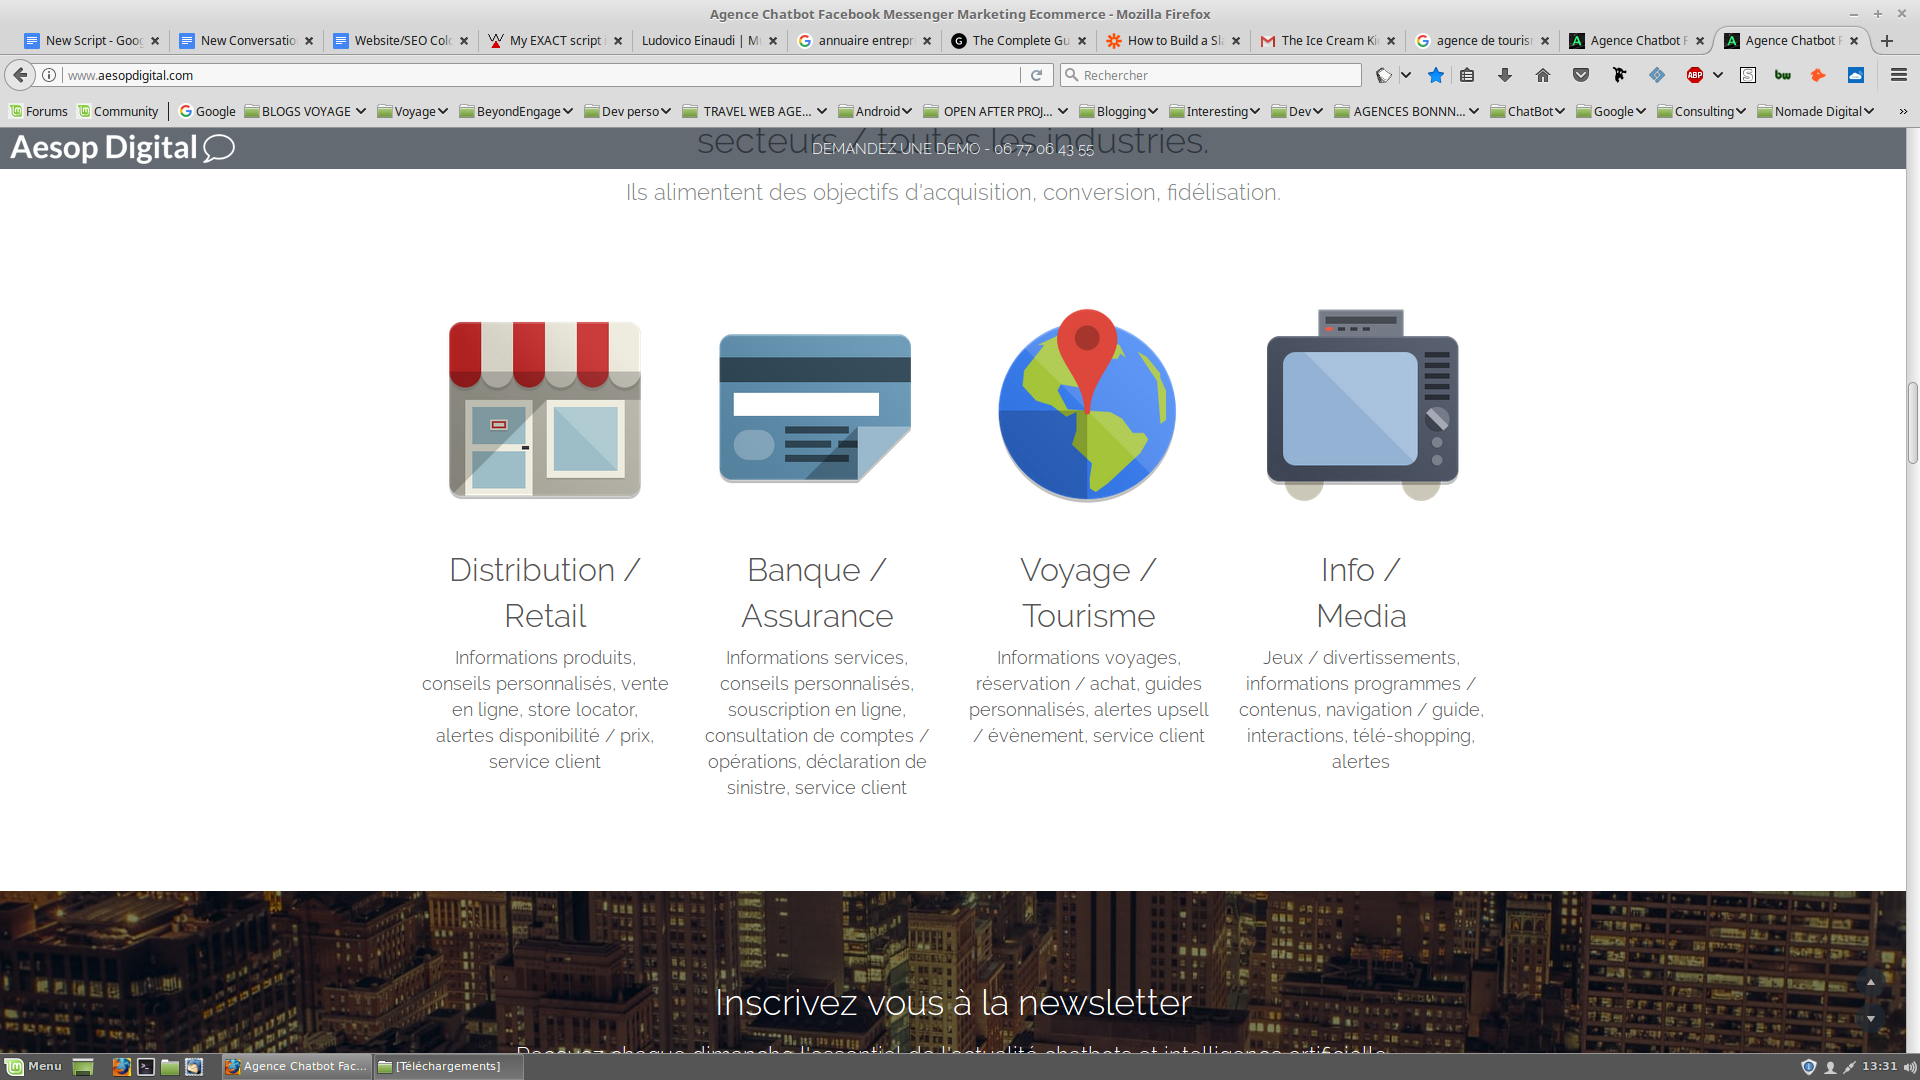 Agence Chatbot Facebook Messenger Marketing Ecommerce - Mozilla Firefox
New Script - Goo
New Conversatio
Website/SEO Col
My EXACT script
Ludovico Einaudi | M
annuaire entrepr
The Complete Gu
How to Build a Sl
The Ice Cream Ki
agence de touris
Agence Chatbot F
Agence Chatbot F
www.aesopdigital.com
Rechercher
Forums
Community
Google
BLOGS VOYAGE
Voyage
BeyondEngage
Dev perso
TRAVEL WEB AGE...
Android
OPEN AFTER PROJ...
Blogging
Interesting
Dev
AGENCES BONNN...
ChatBot
Google
Consulting
Nomade Digital
Aesop Digital
secteurs / toutes les industries.
DEMANDEZ UNE DEMO - 06 77 06 43 55
Ils alimentent des objectifs d'acquisition, conversion, fidélisation.
Distribution /
Retail
Informations produits,
conseils personnalisés, vente
en ligne, store locator,
alertes disponibilité / prix,
service client
Banque /
Assurance
Informations services,
conseils personnalisés,
souscription en ligne,
consultation de comptes /
opérations, déclaration de
sinistre, service client
Voyage /
Tourisme
Informations voyages,
réservation / achat, guides
personnalisés, alertes upsell
/ évènement, service client
Info /
Media
Jeux / divertissements,
informations programmes /
contenus, navigation / guide,
interactions, télé-shopping,
alertes
Inscrivez vous à la newsletter
Recevez chaque dimanche l'essentiel de l'actualité chatbots et intelligence artificielle
Menu
Agence Chatbot Fac...
[Téléchargements]
13:31